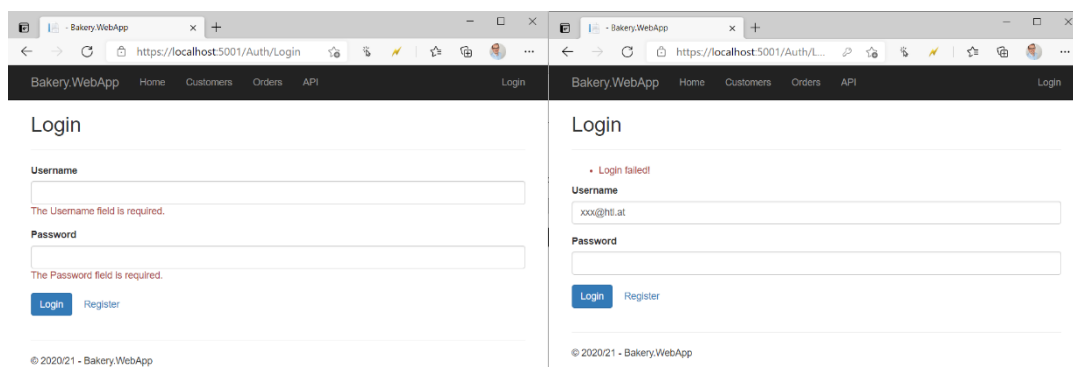 - Bakery.WebApp
https://localhost:5001/Auth/Login
Bakery.WebApp Home Customers Orders API Login
Login
Username
The Username field is required.
Password
The Password field is required.
Login Register
© 2020/21 - Bakery.WebApp
- Bakery.WebApp
https://localhost:5001/Auth/L...
Bakery.WebApp Home Customers Orders API Login
Login
• Login failed!
Username
xxx@htl.at
Password
Login Register
© 2020/21 - Bakery.WebApp